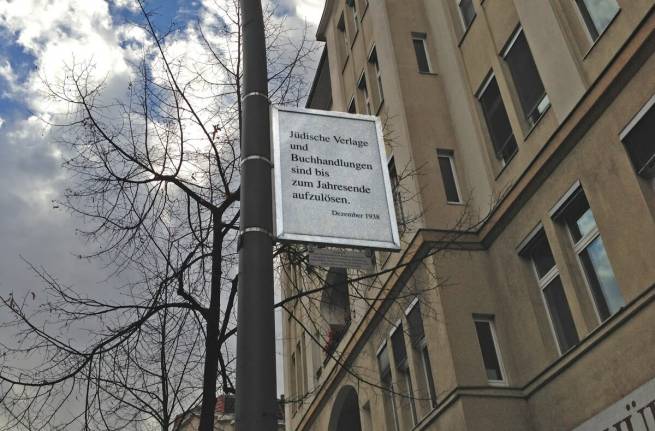 Jüdische Verlage
und
Buchhandlungen
sind bis
zum Jahresende
aufzulösen.
Dezember 1938